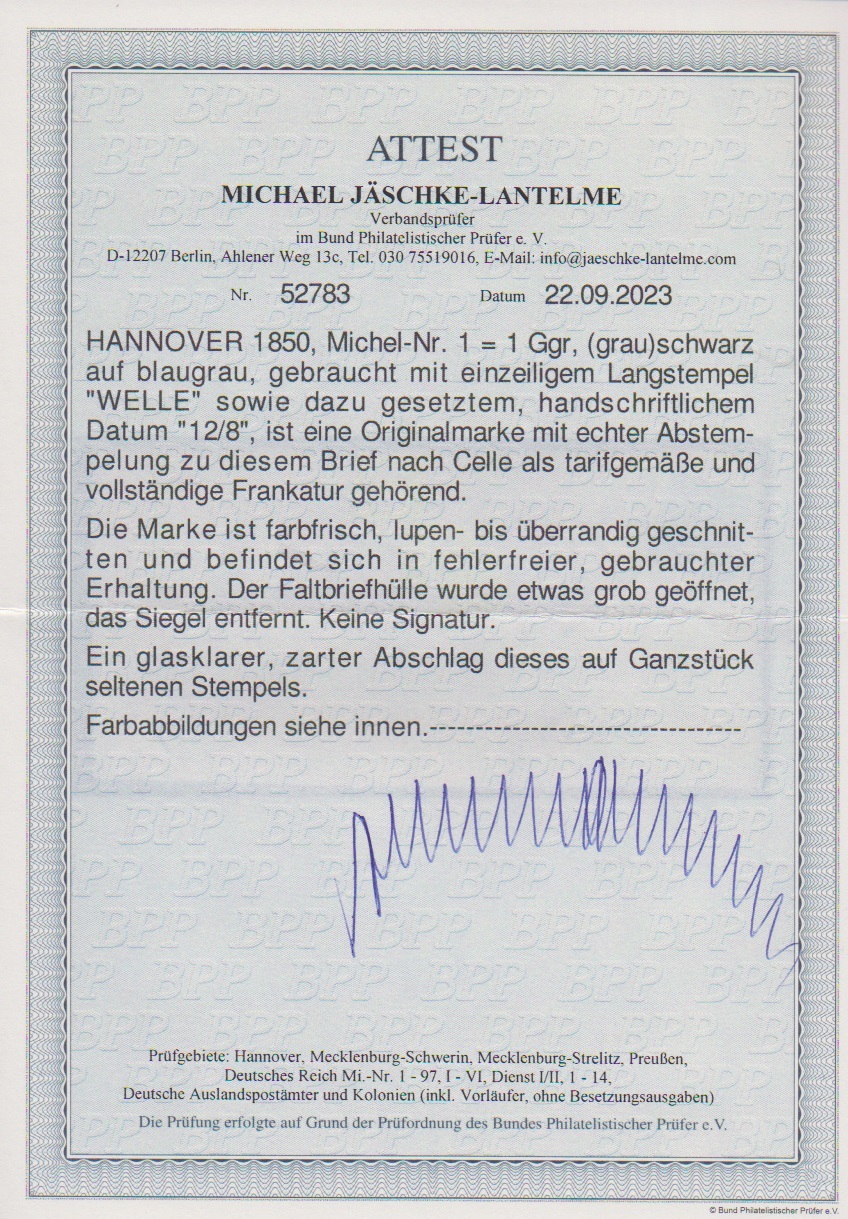 ATTEST
MICHAEL JÄSCHKE-LANTELME
Verbandsprüfer
im Bund Philatelistischer Prüfer e. V.
D-12207 Berlin, Ahlener Weg 13c, Tel. 030 75519016, E-Mail: info@jaeschke-lantelme.com
Nr. 52783 Datum 22.09.2023
HANNOVER 1850, Michel-Nr. 1 = 1 Ggr, (grau)schwarz
auf blaugrau, gebraucht mit einzeiligem Langstempel
"WELLE" sowie dazu gesetztem, handschriftlichem
Datum "12/8", ist eine Originalmarke mit echter Abstem-
pelung zu diesem Brief nach Celle als tarifgemäße und
vollständige Frankatur gehörend.
Die Marke ist farbfrisch, lupen- bis überrandig geschnit-
ten und befindet sich in fehlerfreier, gebrauchter
Erhaltung. Der Faltbriefhülle wurde etwas grob geöffnet,
das Siegel entfernt. Keine Signatur.
Ein glasklarer, zarter Abschlag dieses auf Ganzstück
seltenen Stempels.
Farbabbildungen siehe innen.----------------------------------
Prüfgebiete: Hannover, Mecklenburg-Schwerin, Mecklenburg-Strelitz, Preußen,
Deutsches Reich Mi.-Nr. 1 - 97, I - VI, Dienst I/II, 1 - 14,
Deutsche Auslandspostämter und Kolonien (inkl. Vorläufer, ohne Besetzungsausgaben)
Die Prüfung erfolgte auf Grund der Prüfordnung des Bundes Philatelistischer Prüfer e.V.
© Bund Philatelistischer Prüfer e.V.